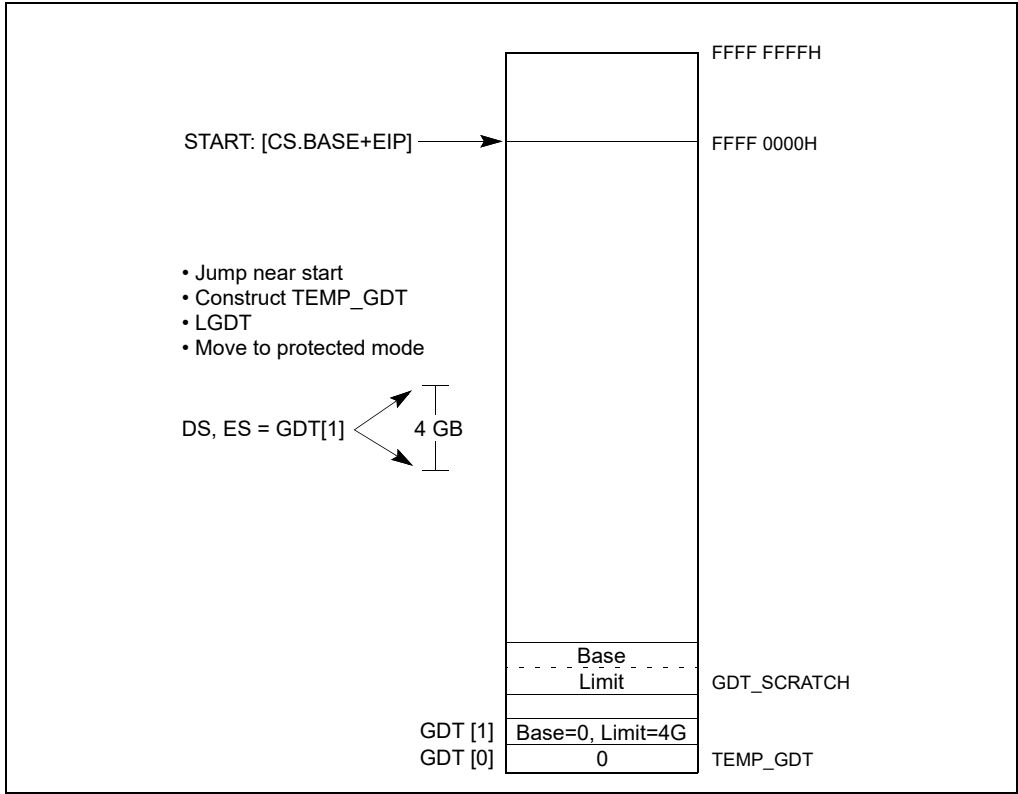 FFFF FFFFH
START: [CS.BASE+EIP]
FFFF 0000H
• Jump near start
• Construct TEMP_GDT
• LGDT
• Move to protected mode
DS, ES = GDT[1]
4 GB
Base
Limit
GDT_SCRATCH
GDT [1]
Base=0, Limit=4G
GDT [0]
0
TEMP_GDT